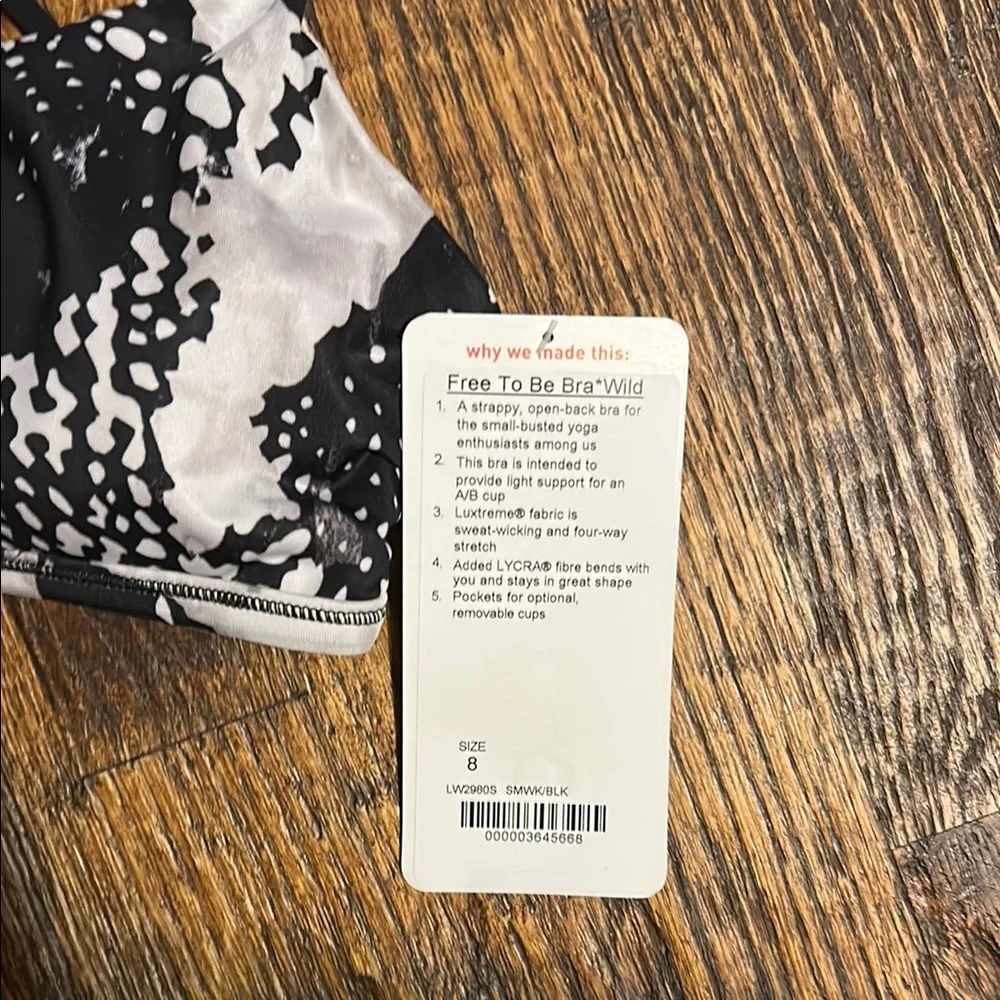 why we made this:
Free To Be Bra*Wild
1. A strappy, open-back bra for
the small-busted yoga
enthusiasts among us
2. This bra is intended to
provide light support for an
A/B cup
3. Luxtreme® fabric is
sweat-wicking and four-way
stretch
4. Added LYCRA® fibre bends with
you and stays in great shape
5. Pockets for optional,
removable cups
SIZE
8
LW2980S SMWK/BLK
000003645668